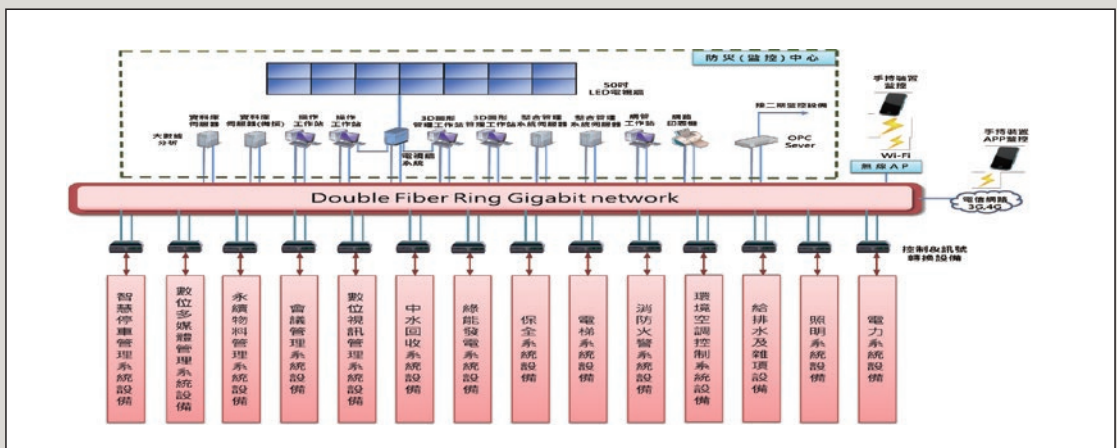 防災(監控)中心
50吋
LED電視牆
手持裝置
監控
手持裝置
APP監控
大數據
分析
資料庫
伺服器
資料庫
伺服器(備援)
操作
工作站
操作
工作站
電視牆
系統
3D圖形
管理工作站
3D圖形
管理工作站
整合管理
系統伺服器
整合管理
系統伺服器
網管
工作站
網路
印表機
OPC
Sever
Wi-Fi
無線AP
電信網路
3G,4G
Double Fiber Ring Gigabit network
控制&訊號
轉換設備
智慧停車管理系統設備
數位多媒體管理系統設備
永續物料管理系統設備
會議管理系統設備
數位視訊管理系統設備
中水回收系統設備
綠能發電系統設備
保全系統設備
電梯系統設備
消防火警系統設備
環境空調控制系統設備
給排水及雜項設備
照明系統設備
電力系統設備